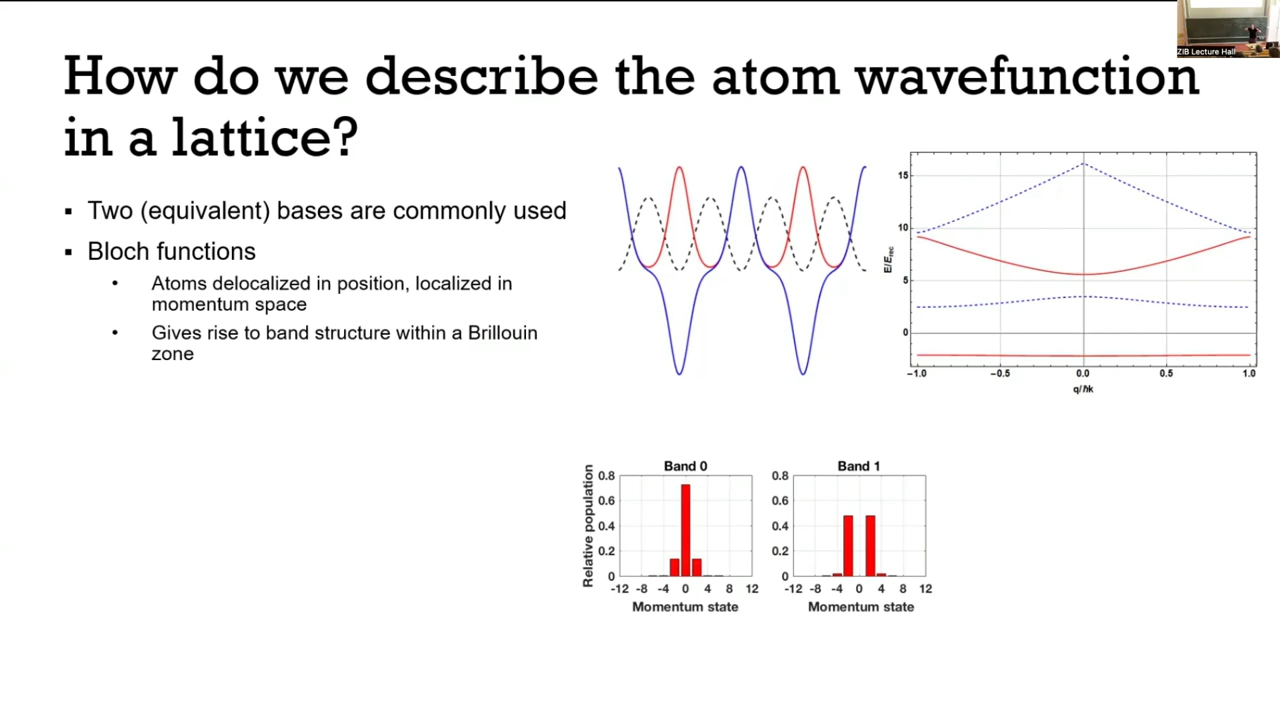 ZIB Lecture Hall
How do we describe the atom wavefunction
in a lattice?
▪ Two (equivalent) bases are commonly used
▪ Bloch functions
• Atoms delocalized in position, localized in
momentum space
• Gives rise to band structure within a Brillouin
zone
E/Erec
15
10
5
0
−1.0 −0.5 0.0 0.5 1.0
q/ℏk
Band 0
Relative population
0.8
0.6
0.4
0.2
0
-12 -8 -4 0 4 8 12
Momentum state
Band 1
0.8
0.6
0.4
0.2
0
-12 -8 -4 0 4 8 12
Momentum state